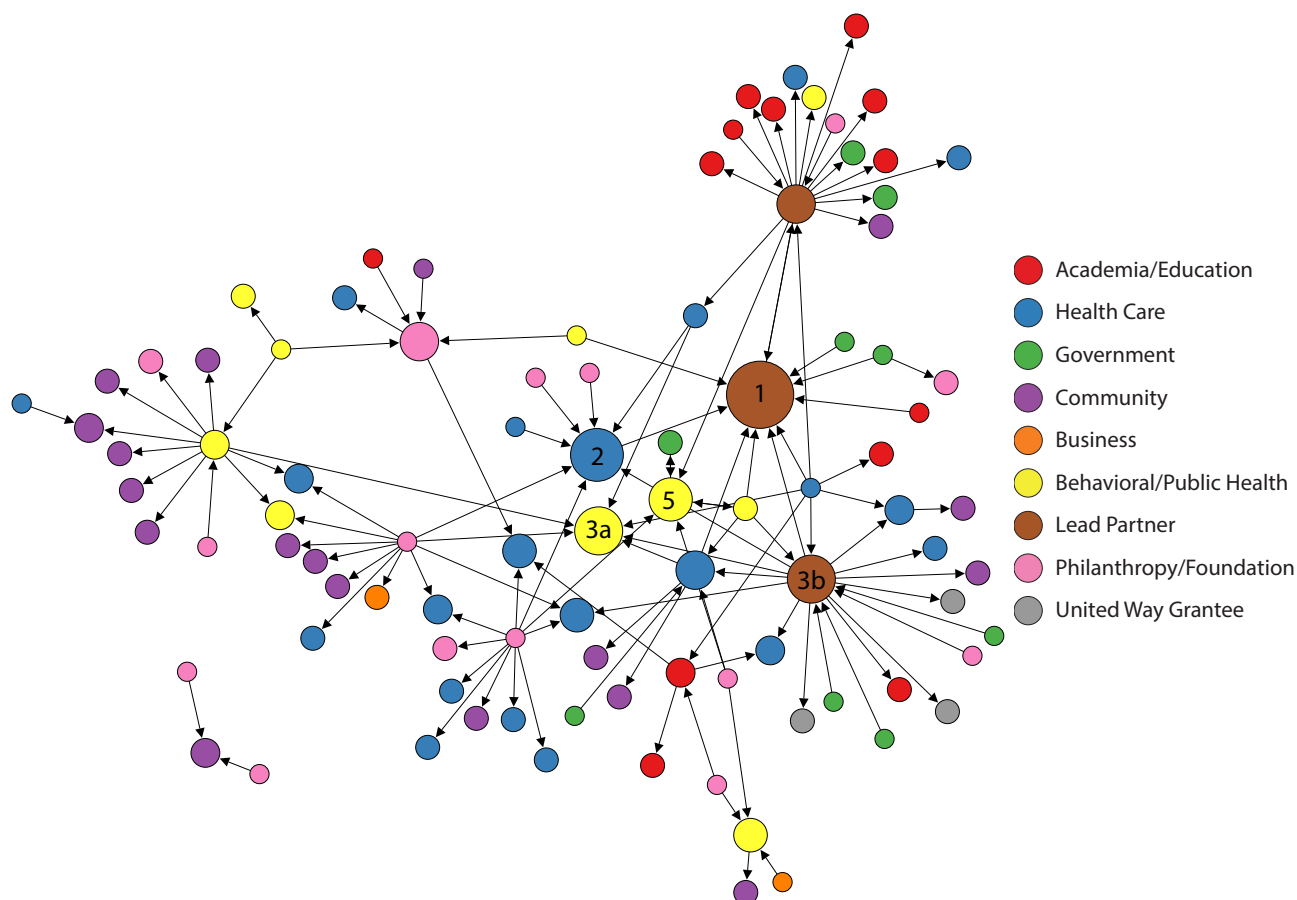 1
2
5
3a
3b
Academia/Education
Health Care
Government
Community
Business
Behavioral/Public Health
Lead Partner
Philanthropy/Foundation
United Way Grantee